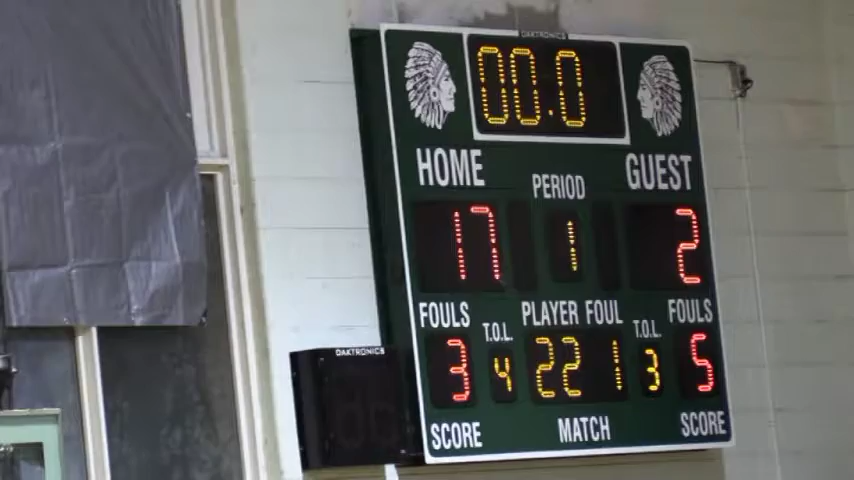 DAKTRONICS
00.0
HOME PERIOD GUEST
17 1 2
FOULS PLAYER FOUL FOULS
T.O.L. T.O.L.
3 4 22 1 3 5
DAKTRONICS
SCORE MATCH SCORE